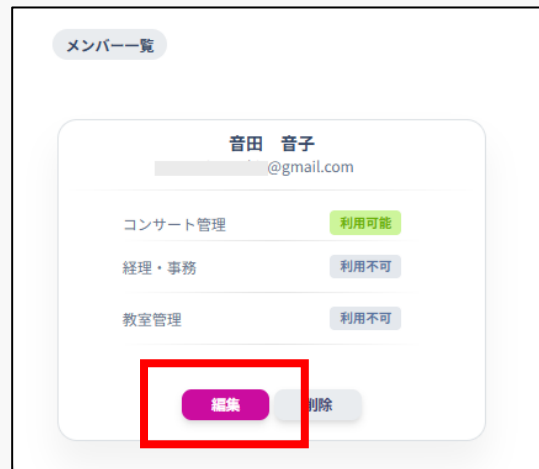 メンバー一覧
音田　音子
@gmail.com
コンサート管理 利用可能
経理・事務 利用不可
教室管理 利用不可
編集 削除